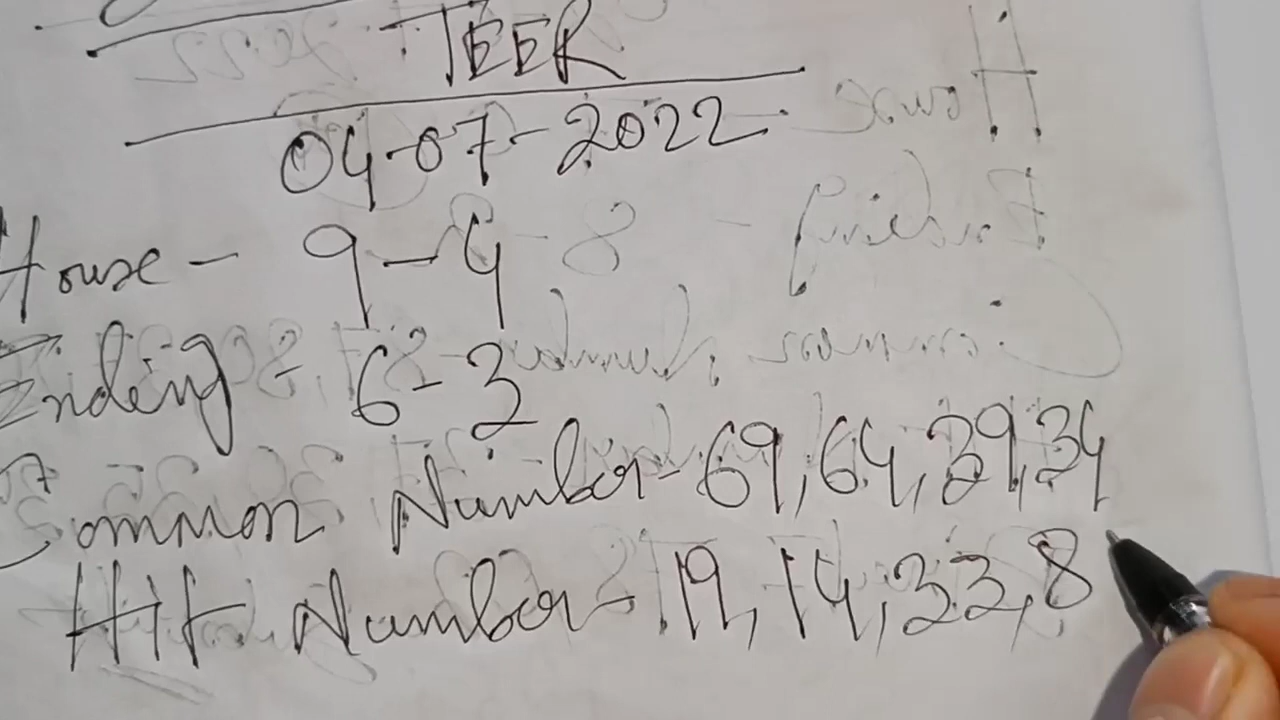 TEER
04-07-2022
House - 9-4
Ending - 6-3
Common Number - 69, 64, 39, 34
Hit Number - 19, 14, 33, 8